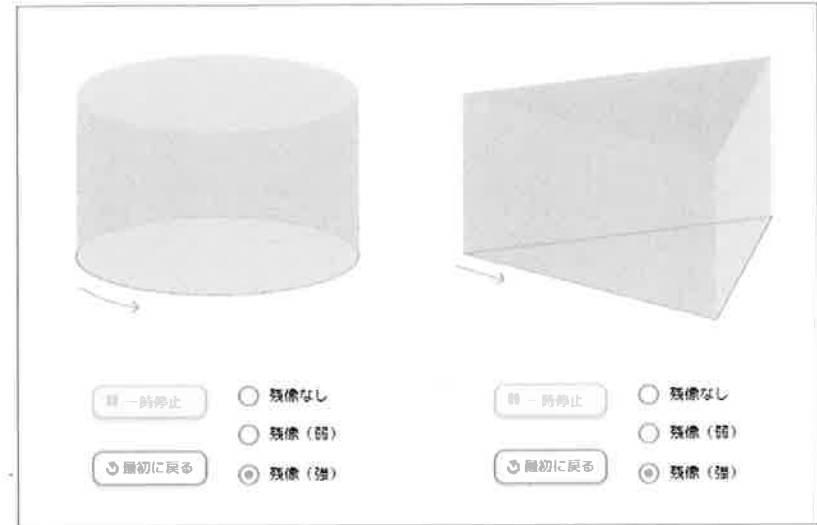 一時停止
残像なし
残像（弱）
最初に戻る
残像（強）
一時停止
残像なし
残像（弱）
最初に戻る
残像（強）